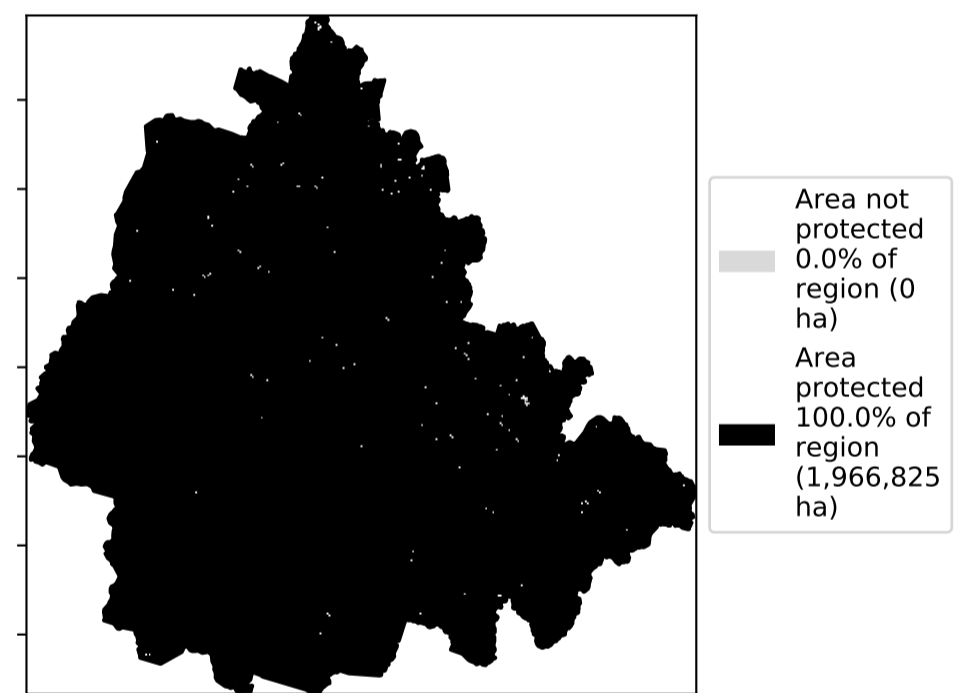 Area not
protected
0.0% of
region (0
ha)
Area
protected
100.0% of
region
(1,966,825
ha)